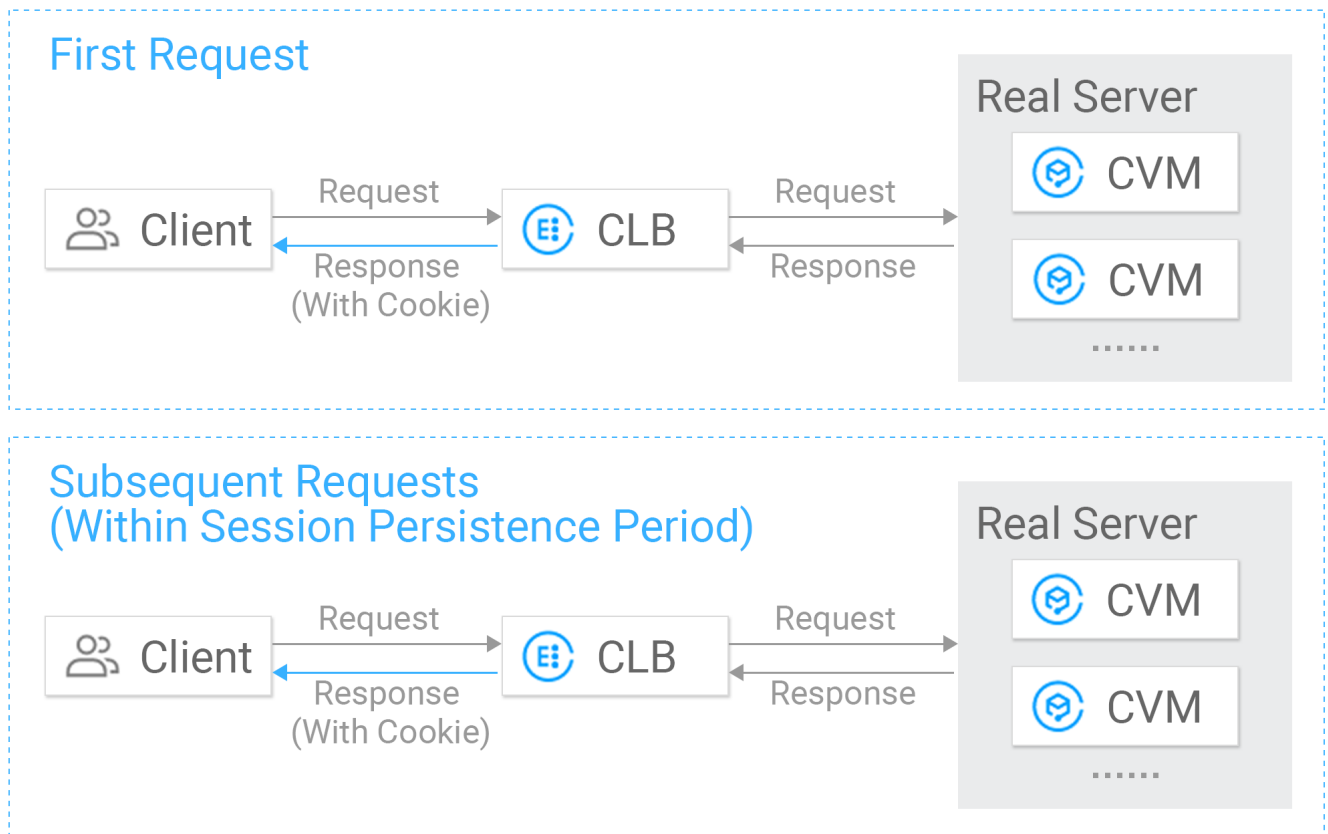 First Request
Real Server
CVM
Client
Request
CLB
Request
Response
(With Cookie)
Response
CVM
......
Subsequent Requests
(Within Session Persistence Period)
Real Server
CVM
Client
Request
CLB
Request
Response
(With Cookie)
Response
CVM
......